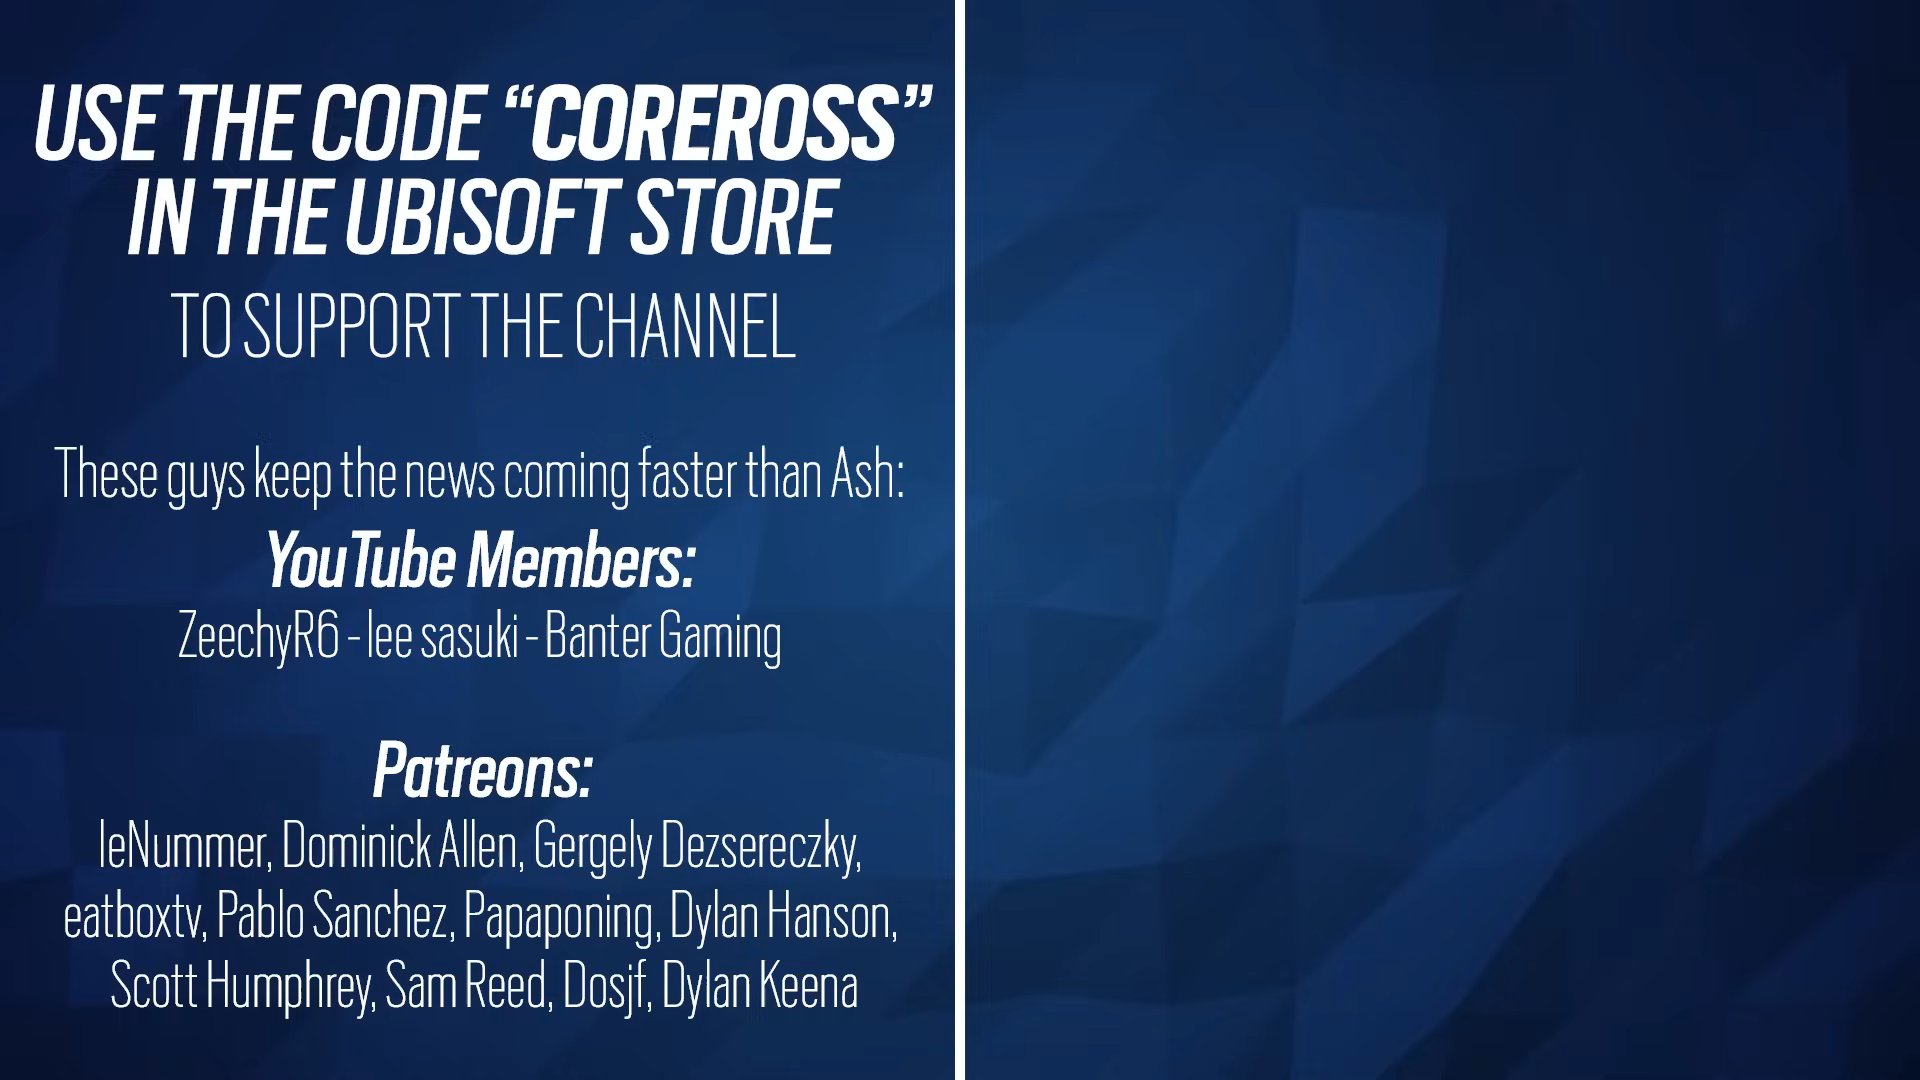 USE THE CODE “COREROSS”
IN THE UBISOFT STORE
TO SUPPORT THE CHANNEL
These guys keep the news coming faster than Ash:
YouTube Members:
ZeechyR6 - lee sasuki - Banter Gaming
Patreons:
leNummer, Dominick Allen, Gergely Dezsereczky,
eatboxtv, Pablo Sanchez, Papaponing, Dylan Hanson,
Scott Humphrey, Sam Reed, Dosjf, Dylan Keena